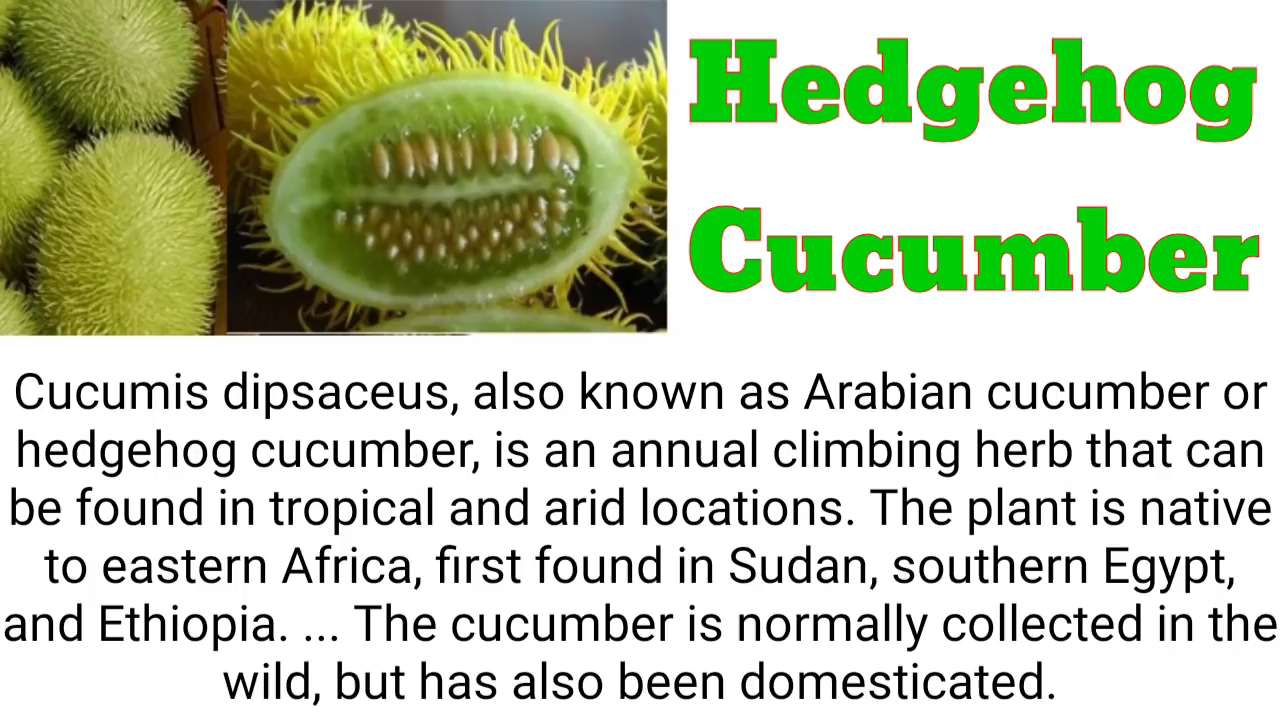 Hedgehog
Cucumber
Cucumis dipsaceus, also known as Arabian cucumber or
hedgehog cucumber, is an annual climbing herb that can
be found in tropical and arid locations. The plant is native
to eastern Africa, first found in Sudan, southern Egypt,
and Ethiopia. ... The cucumber is normally collected in the
wild, but has also been domesticated.